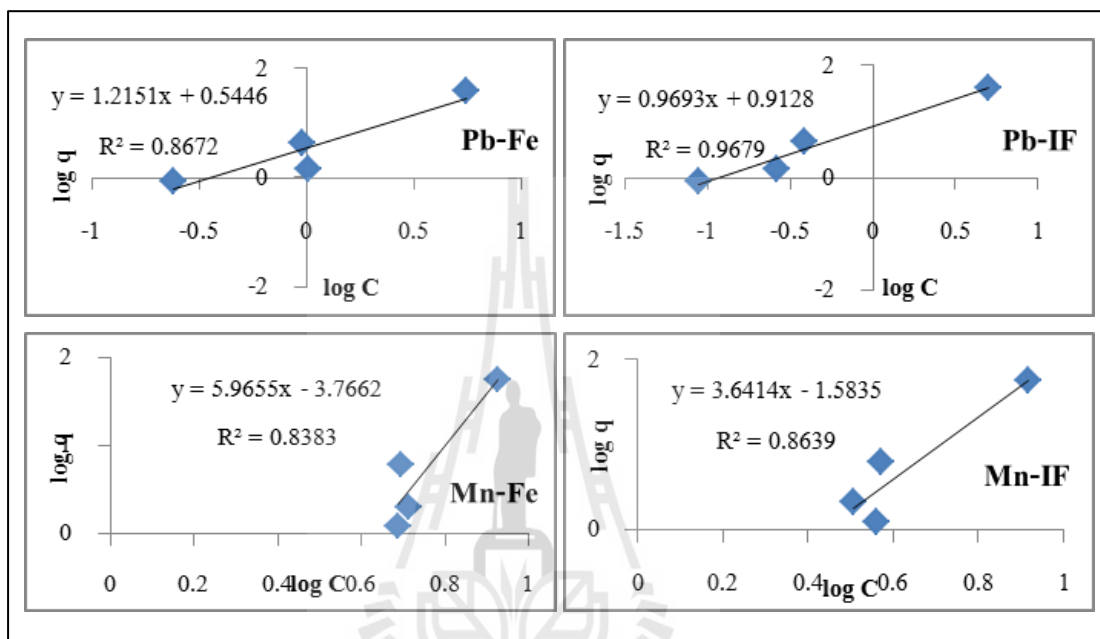 2
y = 1.2151x + 0.5446
R² = 0.8672
Pb-Fe
log q
0
-1
-0.5
0
0.5
1
-2
log C
2
y = 0.9693x + 0.9128
R² = 0.9679
Pb-IF
log q
0
-1.5
-1
-0.5
0
0.5
1
-2
log C
2
y = 5.9655x - 3.7662
R² = 0.8383
log q
Mn-Fe
0
0
0.2
0.4
log C
0.6
0.8
1
2
y = 3.6414x - 1.5835
R² = 0.8639
log q
Mn-IF
0
0
0.2
0.4
0.6
log C
0.8
1